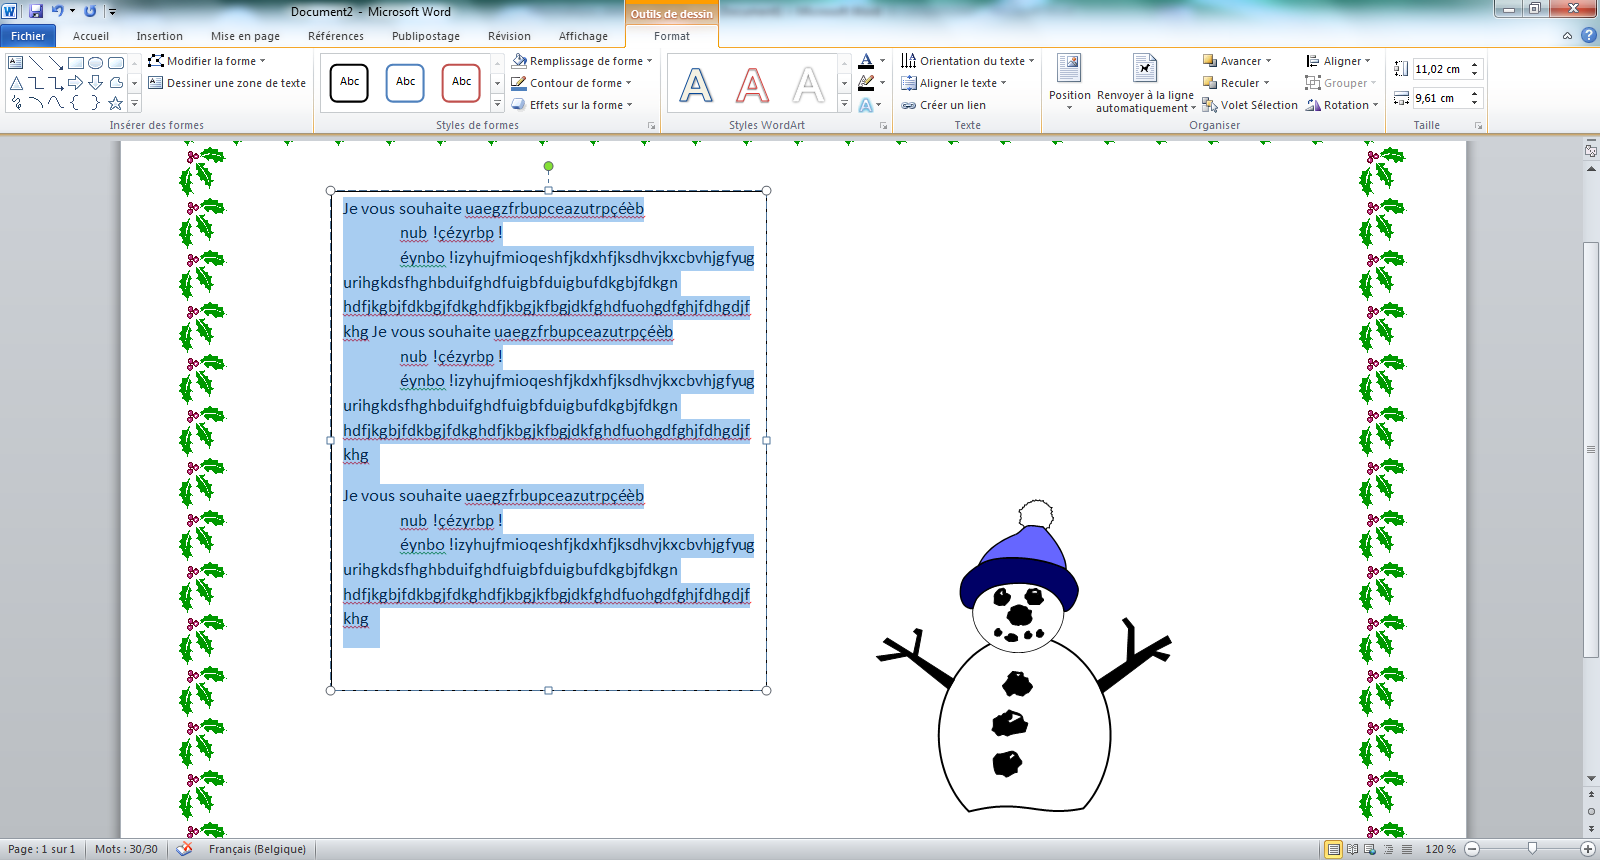 Document2 - Microsoft Word
Outils de dessin
Fichier
Accueil
Insertion
Mise en page
Références
Publipostage
Révision
Affichage
Format
Modifier la forme
Dessiner une zone de texte
Insérer des formes
Abc
Abc
Abc
Remplissage de forme
Contour de forme
Effets sur la forme
Styles de formes
A
A
A
A
A
Styles WordArt
Orientation du texte
Aligner le texte
Créer un lien
Texte
Position
Renvoyer à la ligne
automatiquement
Avancer
Reculer
Volet Sélection
Aligner
Grouper
Rotation
Organiser
11,02 cm
9,61 cm
Taille
Je vous souhaite uaegzfrbupceazutrpçéèb
nub !çézyrbp !
éynbo !izyhujfmioqeshfjkdxhfjksdhvjkxcbvhjgfyug
urihgkdsfhghbduifghdfuigbfduigbufdkgbjfdkgn
hdfjkgbjfdkbgjfdkghdfjkbgjkfbgjdkfghdfuohgdfghjfdhgdjf
khg Je vous souhaite uaegzfrbupceazutrpçéèb
nub !çézyrbp !
éynbo !izyhujfmioqeshfjkdxhfjksdhvjkxcbvhjgfyug
urihgkdsfhghbduifghdfuigbfduigbufdkgbjfdkgn
hdfjkgbjfdkbgjfdkghdfjkbgjkfbgjdkfghdfuohgdfghjfdhgdjf
khg
Je vous souhaite uaegzfrbupceazutrpçéèb
nub !çézyrbp !
éynbo !izyhujfmioqeshfjkdxhfjksdhvjkxcbvhjgfyug
urihgkdsfhghbduifghdfuigbfduigbufdkgbjfdkgn
hdfjkgbjfdkbgjfdkghdfjkbgjkfbgjdkfghdfuohgdfghjfdhgdjf
khg
Page : 1 sur 1
Mots : 30/30
Français (Belgique)
120 %